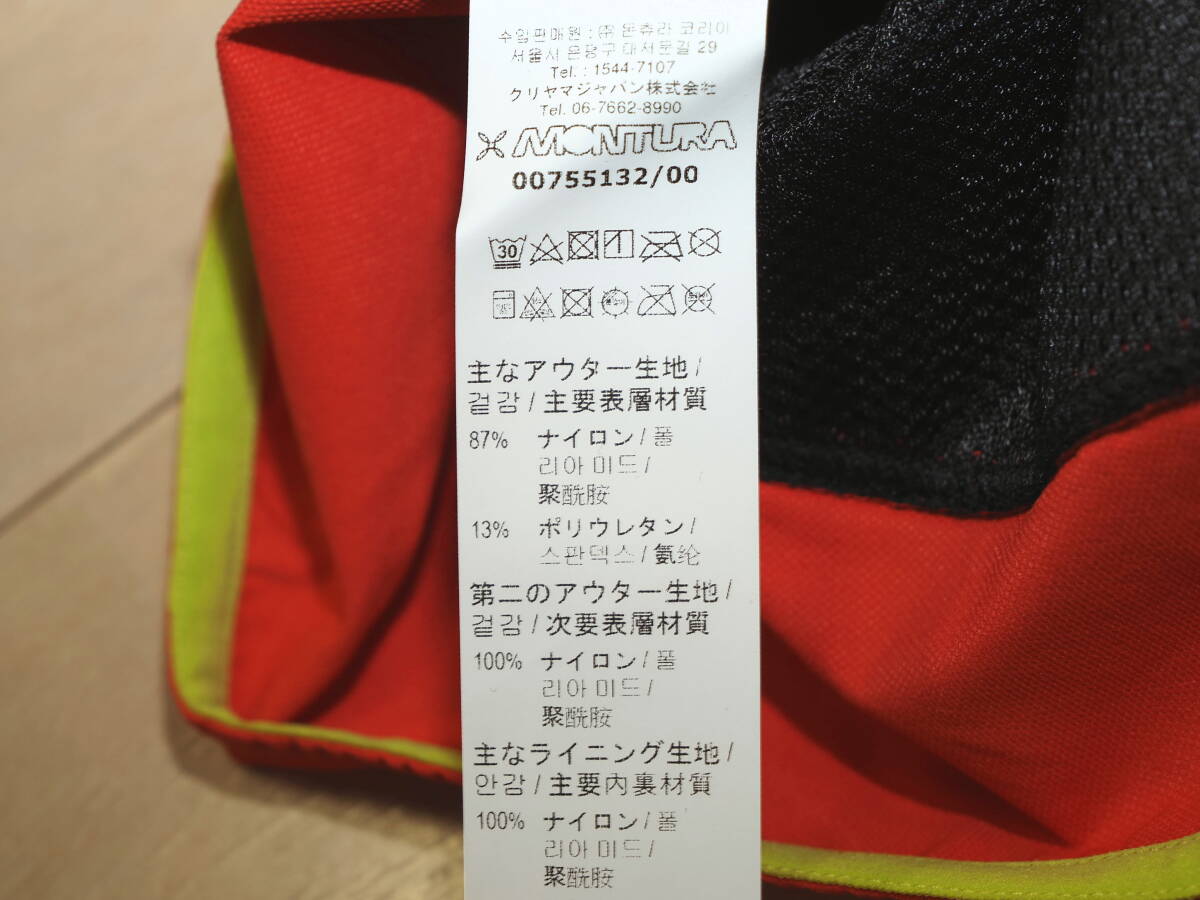 수입판매원 : ㈜ 몬츄라 코리아
서울시 은평구 대서문길 29
Tel. : 1544-7107
クリヤマジャパン株式会社
Tel. 06-7662-8990
MONTURA
00755132/00
30
主なアウター生地/
겉감/主要表層材質
87% ナイロン/폴
리아미드/
聚酰胺
13% ポリウレタン/
스판덱스/氨纶
第二のアウター生地/
겉감/次要表層材質
100% ナイロン/폴
리아미드/
聚酰胺
主なライニング生地/
안감/主要内裏材質
100% ナイロン/폴
리아미드/
聚酰胺